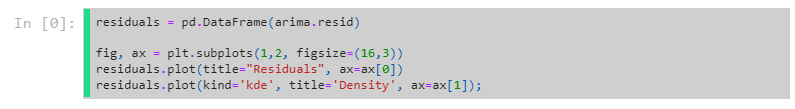 In [0]: residuals = pd.DataFrame(arima.resid)
fig, ax = plt.subplots(1,2, figsize=(16,3))
residuals.plot(title="Residuals", ax=ax[0])
residuals.plot(kind='kde', title='Density', ax=ax[1]);